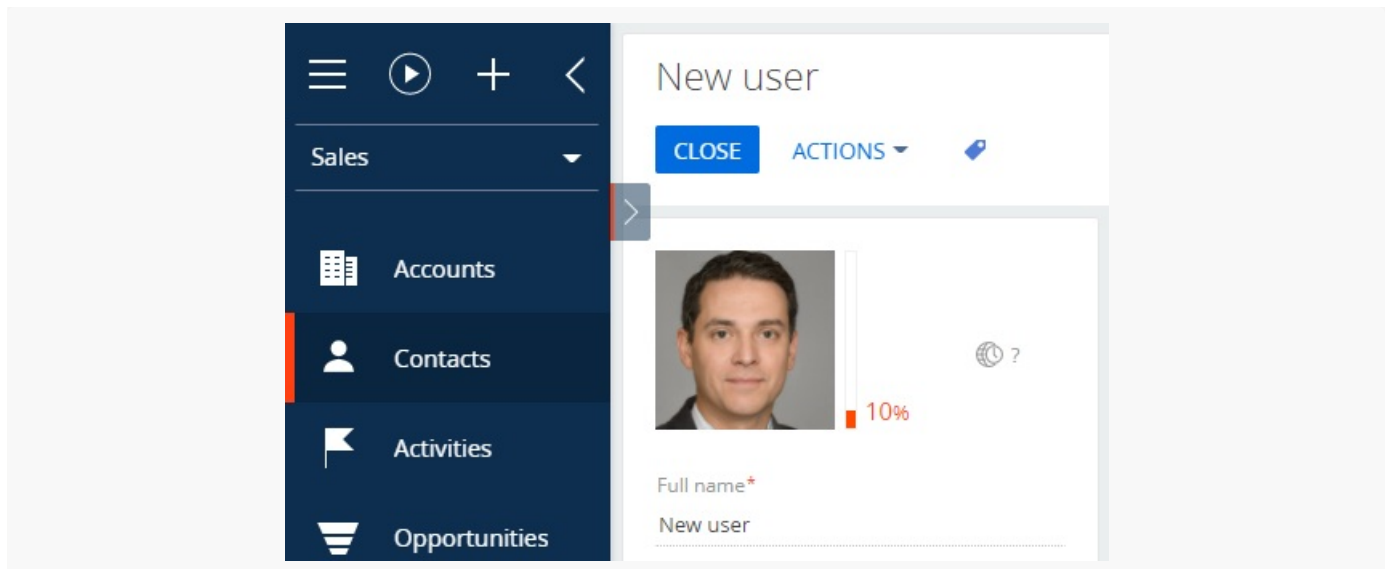 Sales
Accounts
Contacts
Activities
Opportunities
New user
CLOSE ACTIONS
?
10%
Full name*
New user